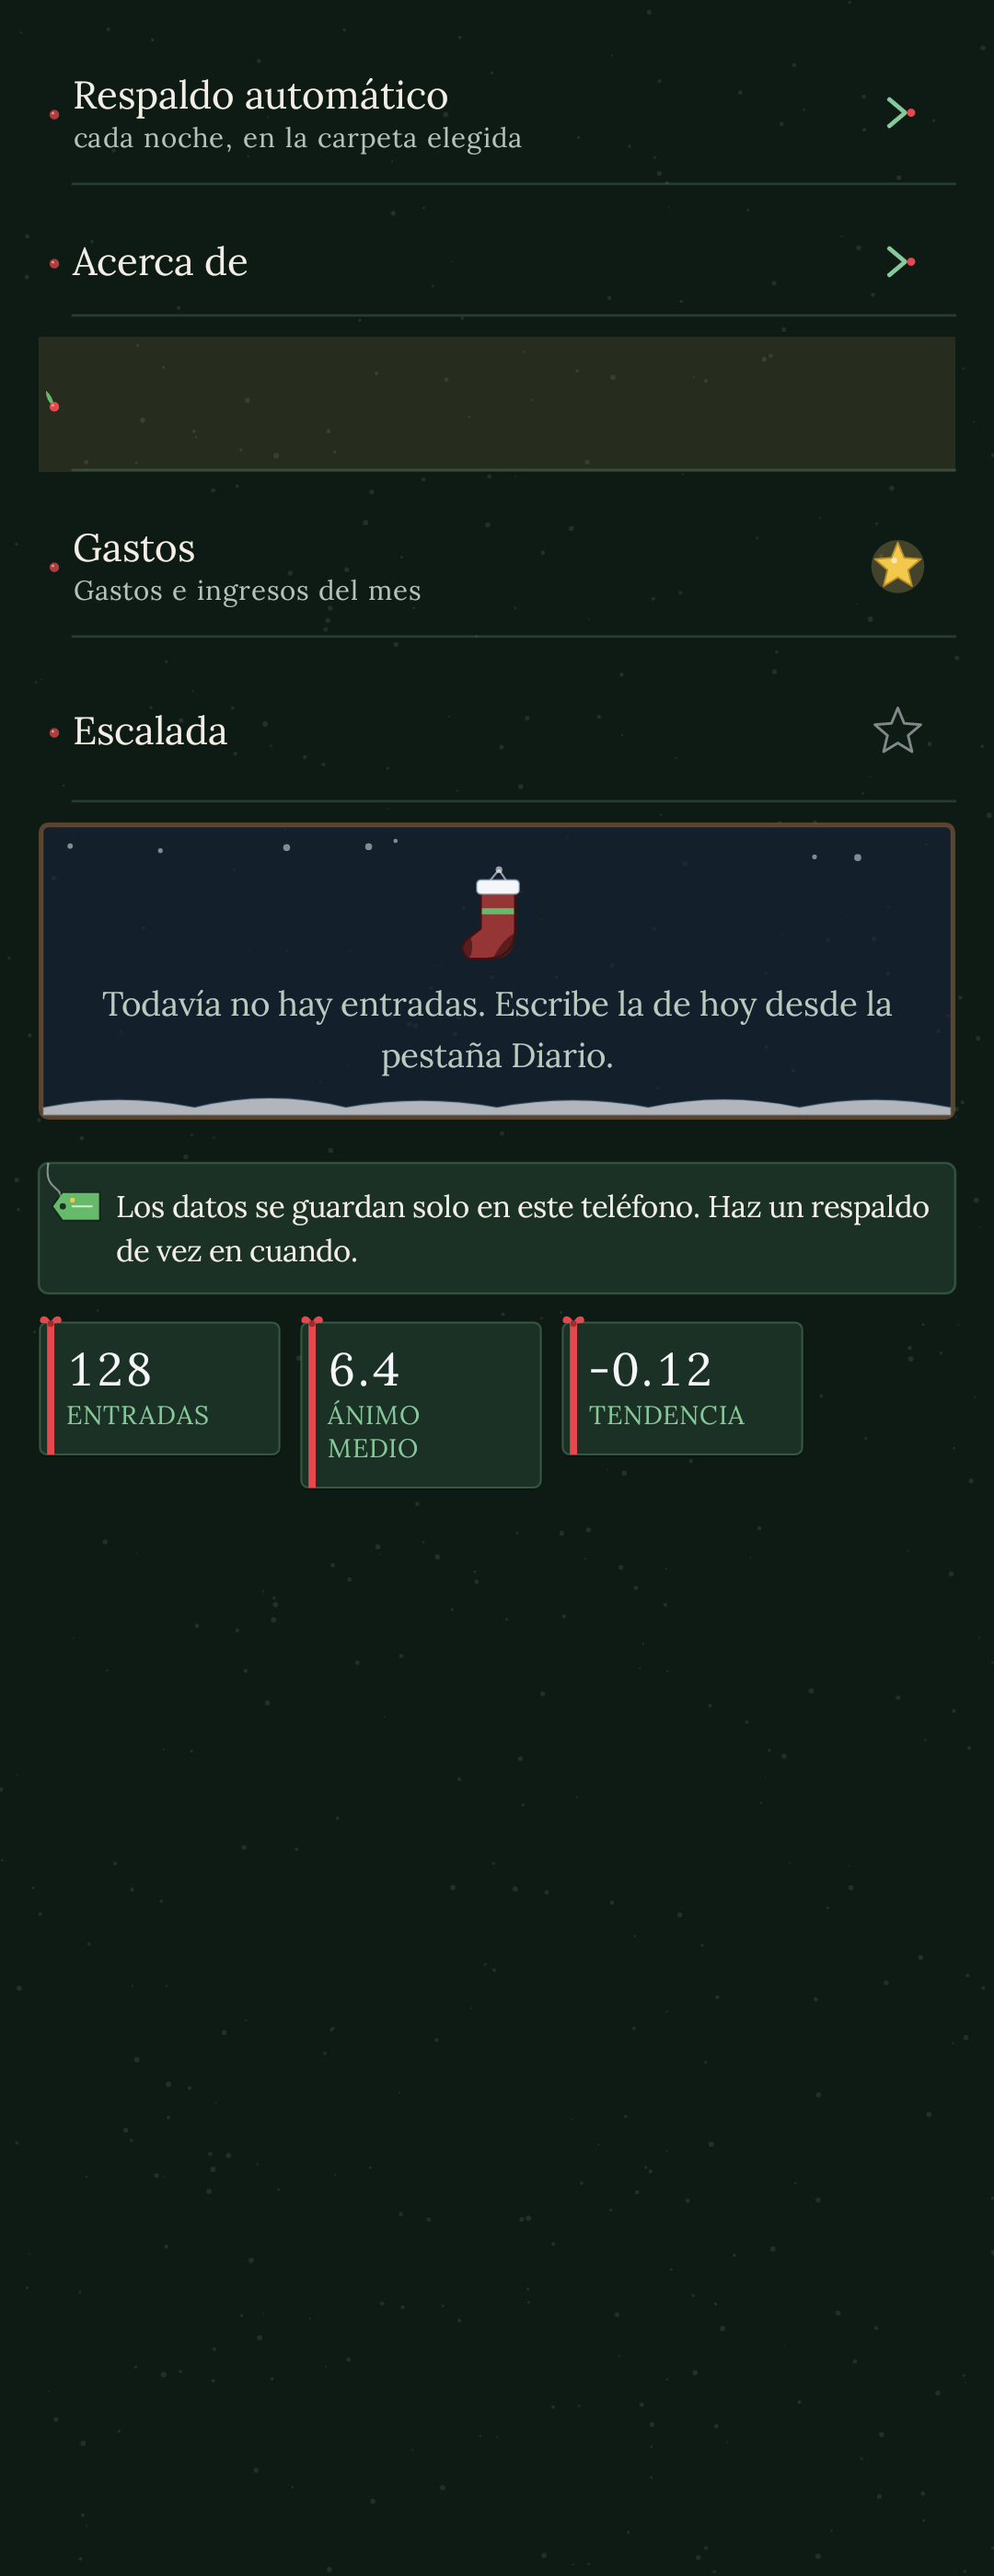 Respaldo automático
cada noche, en la carpeta elegida
Acerca de
Gastos
Gastos e ingresos del mes
Escalada
Todavía no hay entradas. Escribe la de hoy desde la
pestaña Diario.
Los datos se guardan solo en este teléfono. Haz un respaldo
de vez en cuando.
128
ENTRADAS
6.4
ÁNIMO
MEDIO
-0.12
TENDENCIA